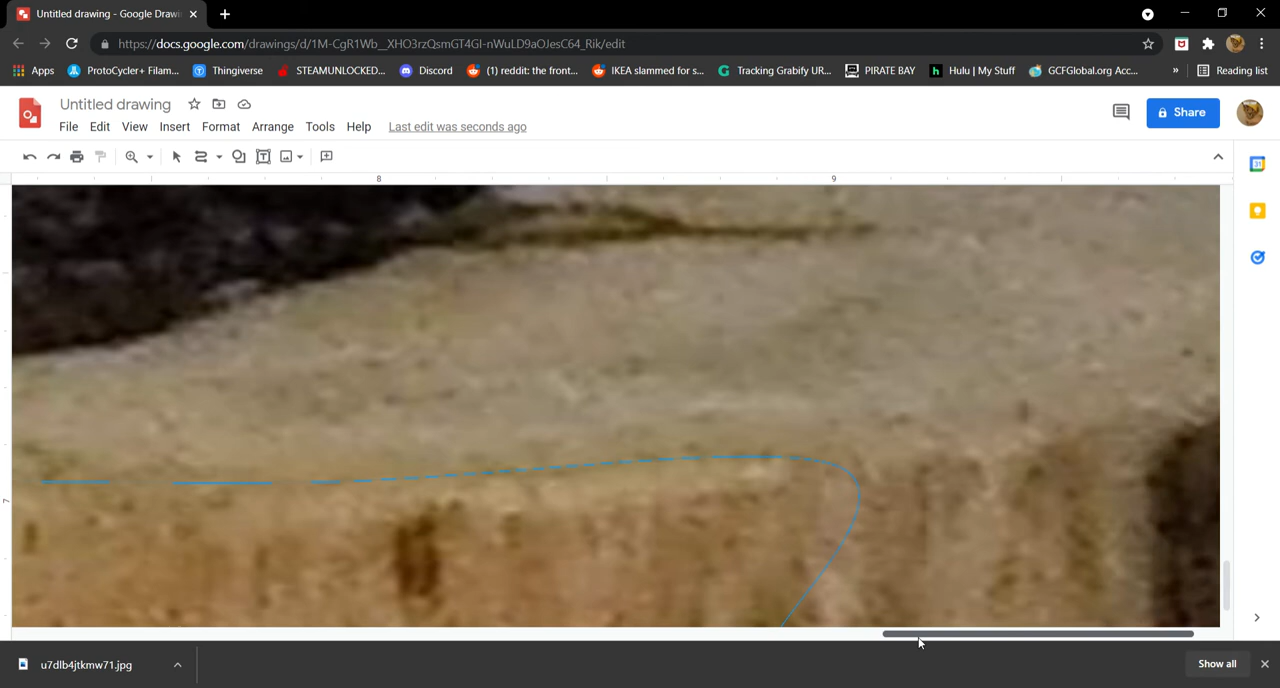 Untitled drawing - Google Drawi
https://docs.google.com/drawings/d/1M-CgR1Wb__XHO3rzQsmGT4GI-nWuLD9aOJesC64_Rik/edit
Apps ProtoCycler+ Filam... Thingiverse STEAMUNLOCKED... Discord (1) reddit: the front... IKEA slammed for s... Tracking Grabify UR... PIRATE BAY Hulu | My Stuff GCFGlobal.org Acc... » Reading list
Untitled drawing
File Edit View Insert Format Arrange Tools Help Last edit was seconds ago
Share
31
8 9
7
u7dlb4jtkmw71.jpg
Show all